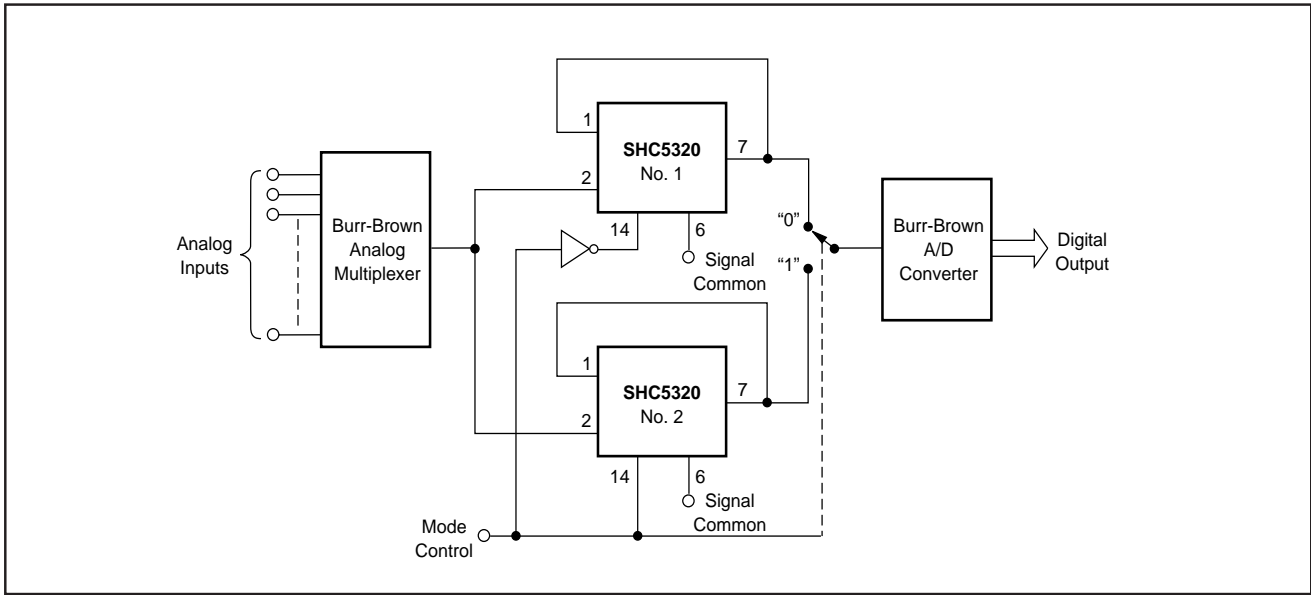 Analog
Inputs
Burr-Brown
Analog
Multiplexer
1
SHC5320
No. 1
7
2
14
6
Signal
Common
“0”
“1”
Burr-Brown
A/D
Converter
Digital
Output
1
SHC5320
No. 2
7
2
14
6
Signal
Common
Mode
Control